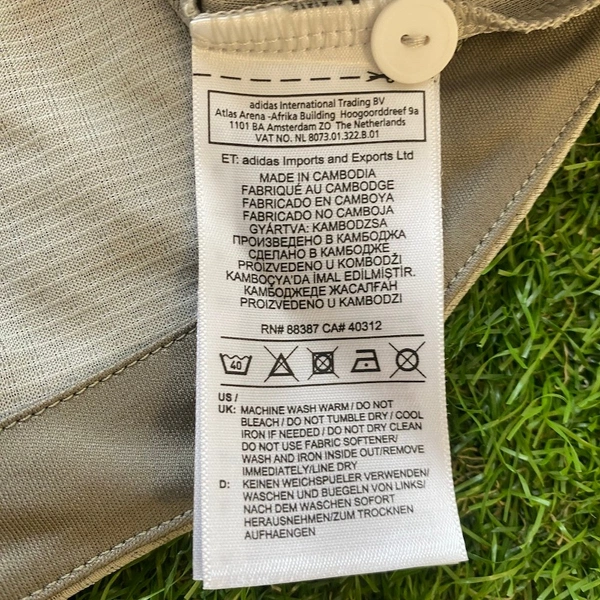 adidas International Trading BV
Atlas Arena -Afrika Building Hoogoorddreef 9a
1101 BA Amsterdam ZO The Netherlands
VAT NO. NL 8073.01.322.B.01
ET: adidas Imports and Exports Ltd
MADE IN CAMBODIA
FABRIQUÉ AU CAMBODGE
FABRICADO EN CAMBOYA
FABRICADO NO CAMBOJA
GYÁRTVA: KAMBODZSA
ПРОИЗВЕДЕНО В КАМБОДЖА
СДЕЛАНО В КАМБОДЖЕ
PROIZVEDENO U KOMBODŽI
KAMBOÇYA'DA İMAL EDİLMİŞTİR.
КАМБОДЖЕДЕ ЖАСАЛҒАН
PROIZVEDENO U KAMBODZI
RN# 88387 CA# 40312
40
US /
UK: MACHINE WASH WARM / DO NOT
BLEACH / DO NOT TUMBLE DRY / COOL
IRON IF NEEDED / DO NOT DRY CLEAN
DO NOT USE FABRIC SOFTENER/
WASH AND IRON INSIDE OUT/REMOVE
IMMEDIATELY/LINE DRY
D: KEINEN WEICHSPUELER VERWENDEN/
WASCHEN UND BUEGELN VON LINKS/
NACH DEM WASCHEN SOFORT
HERAUSNEHMEN/ZUM TROCKNEN
AUFHAENGEN